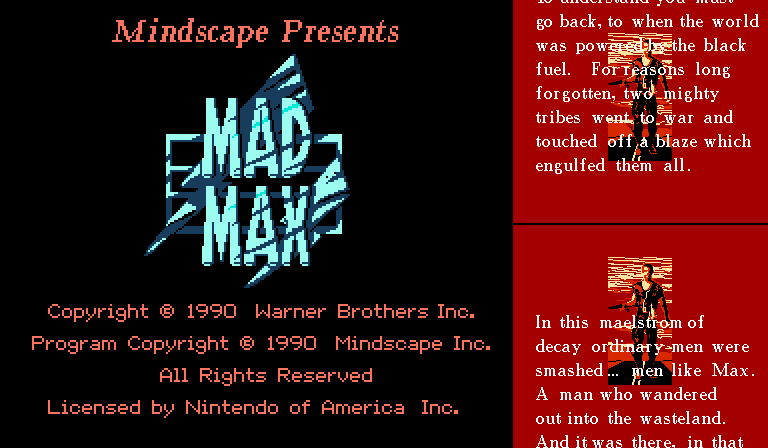 Mindscape Presents
MAD
MAX
Copyright © 1990 Warner Brothers Inc.
Program Copyright © 1990 Mindscape Inc.
All Rights Reserved
Licensed by Nintendo of America Inc.
To understand you must
go back, to when the world
was powered by the black
fuel. For reasons long
forgotten, two mighty
tribes went to war and
touched off a blaze which
engulfed them all.
In this maelstrom of
decay ordinary men were
smashed... men like Max.
A man who wandered
out into the wasteland.
And it was there, in that